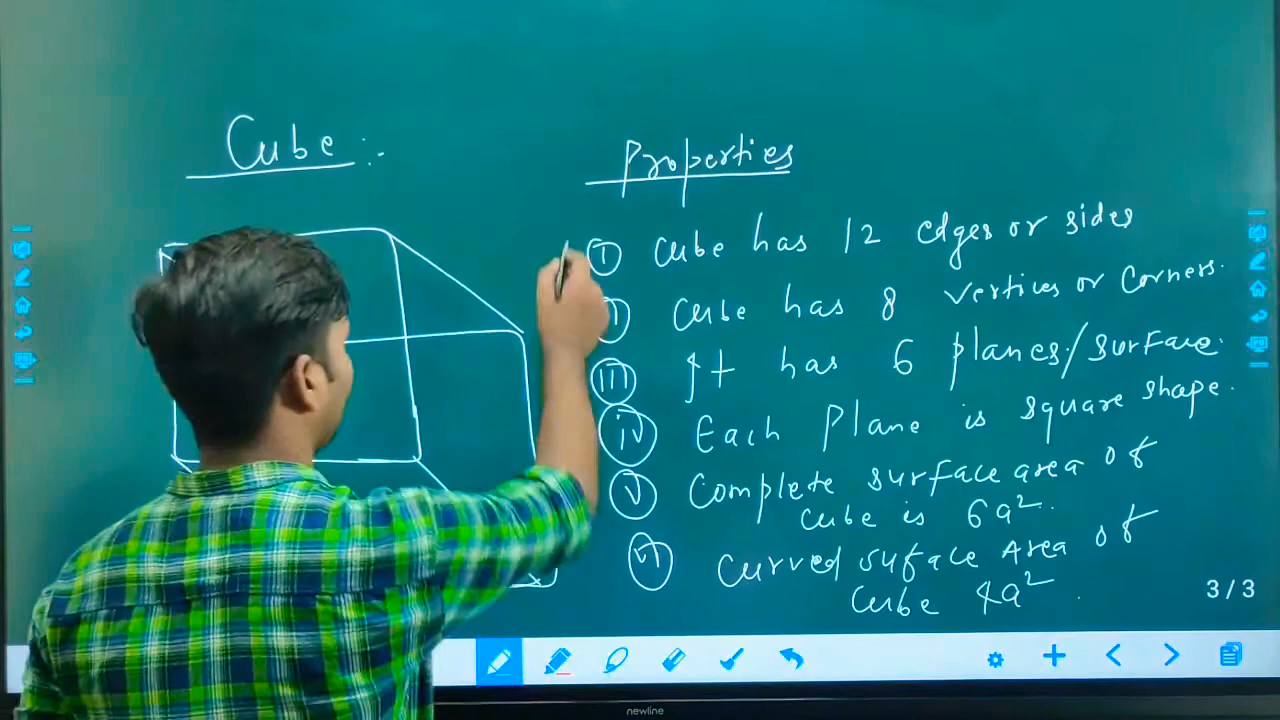 Cube :-
Properties
I Cube has 12 edges or sides
I Cube has 8 vertices or corners.
III It has 6 planes/surface.
iv Each Plane is square shape.
v Complete surface area of
cube is 6a²
VI Curved suface Area of
Cube 4a².
3/3
newline